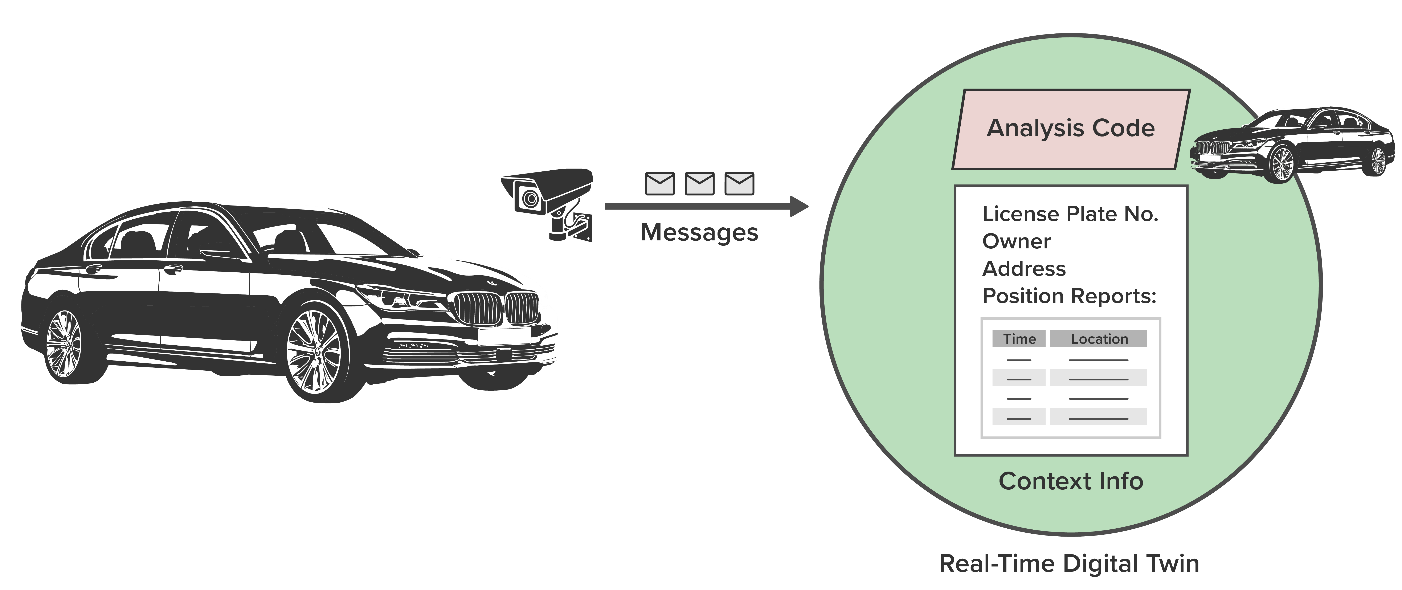 Messages
Analysis Code
License Plate No.
Owner
Address
Position Reports:
Time Location
Context Info
Real-Time Digital Twin